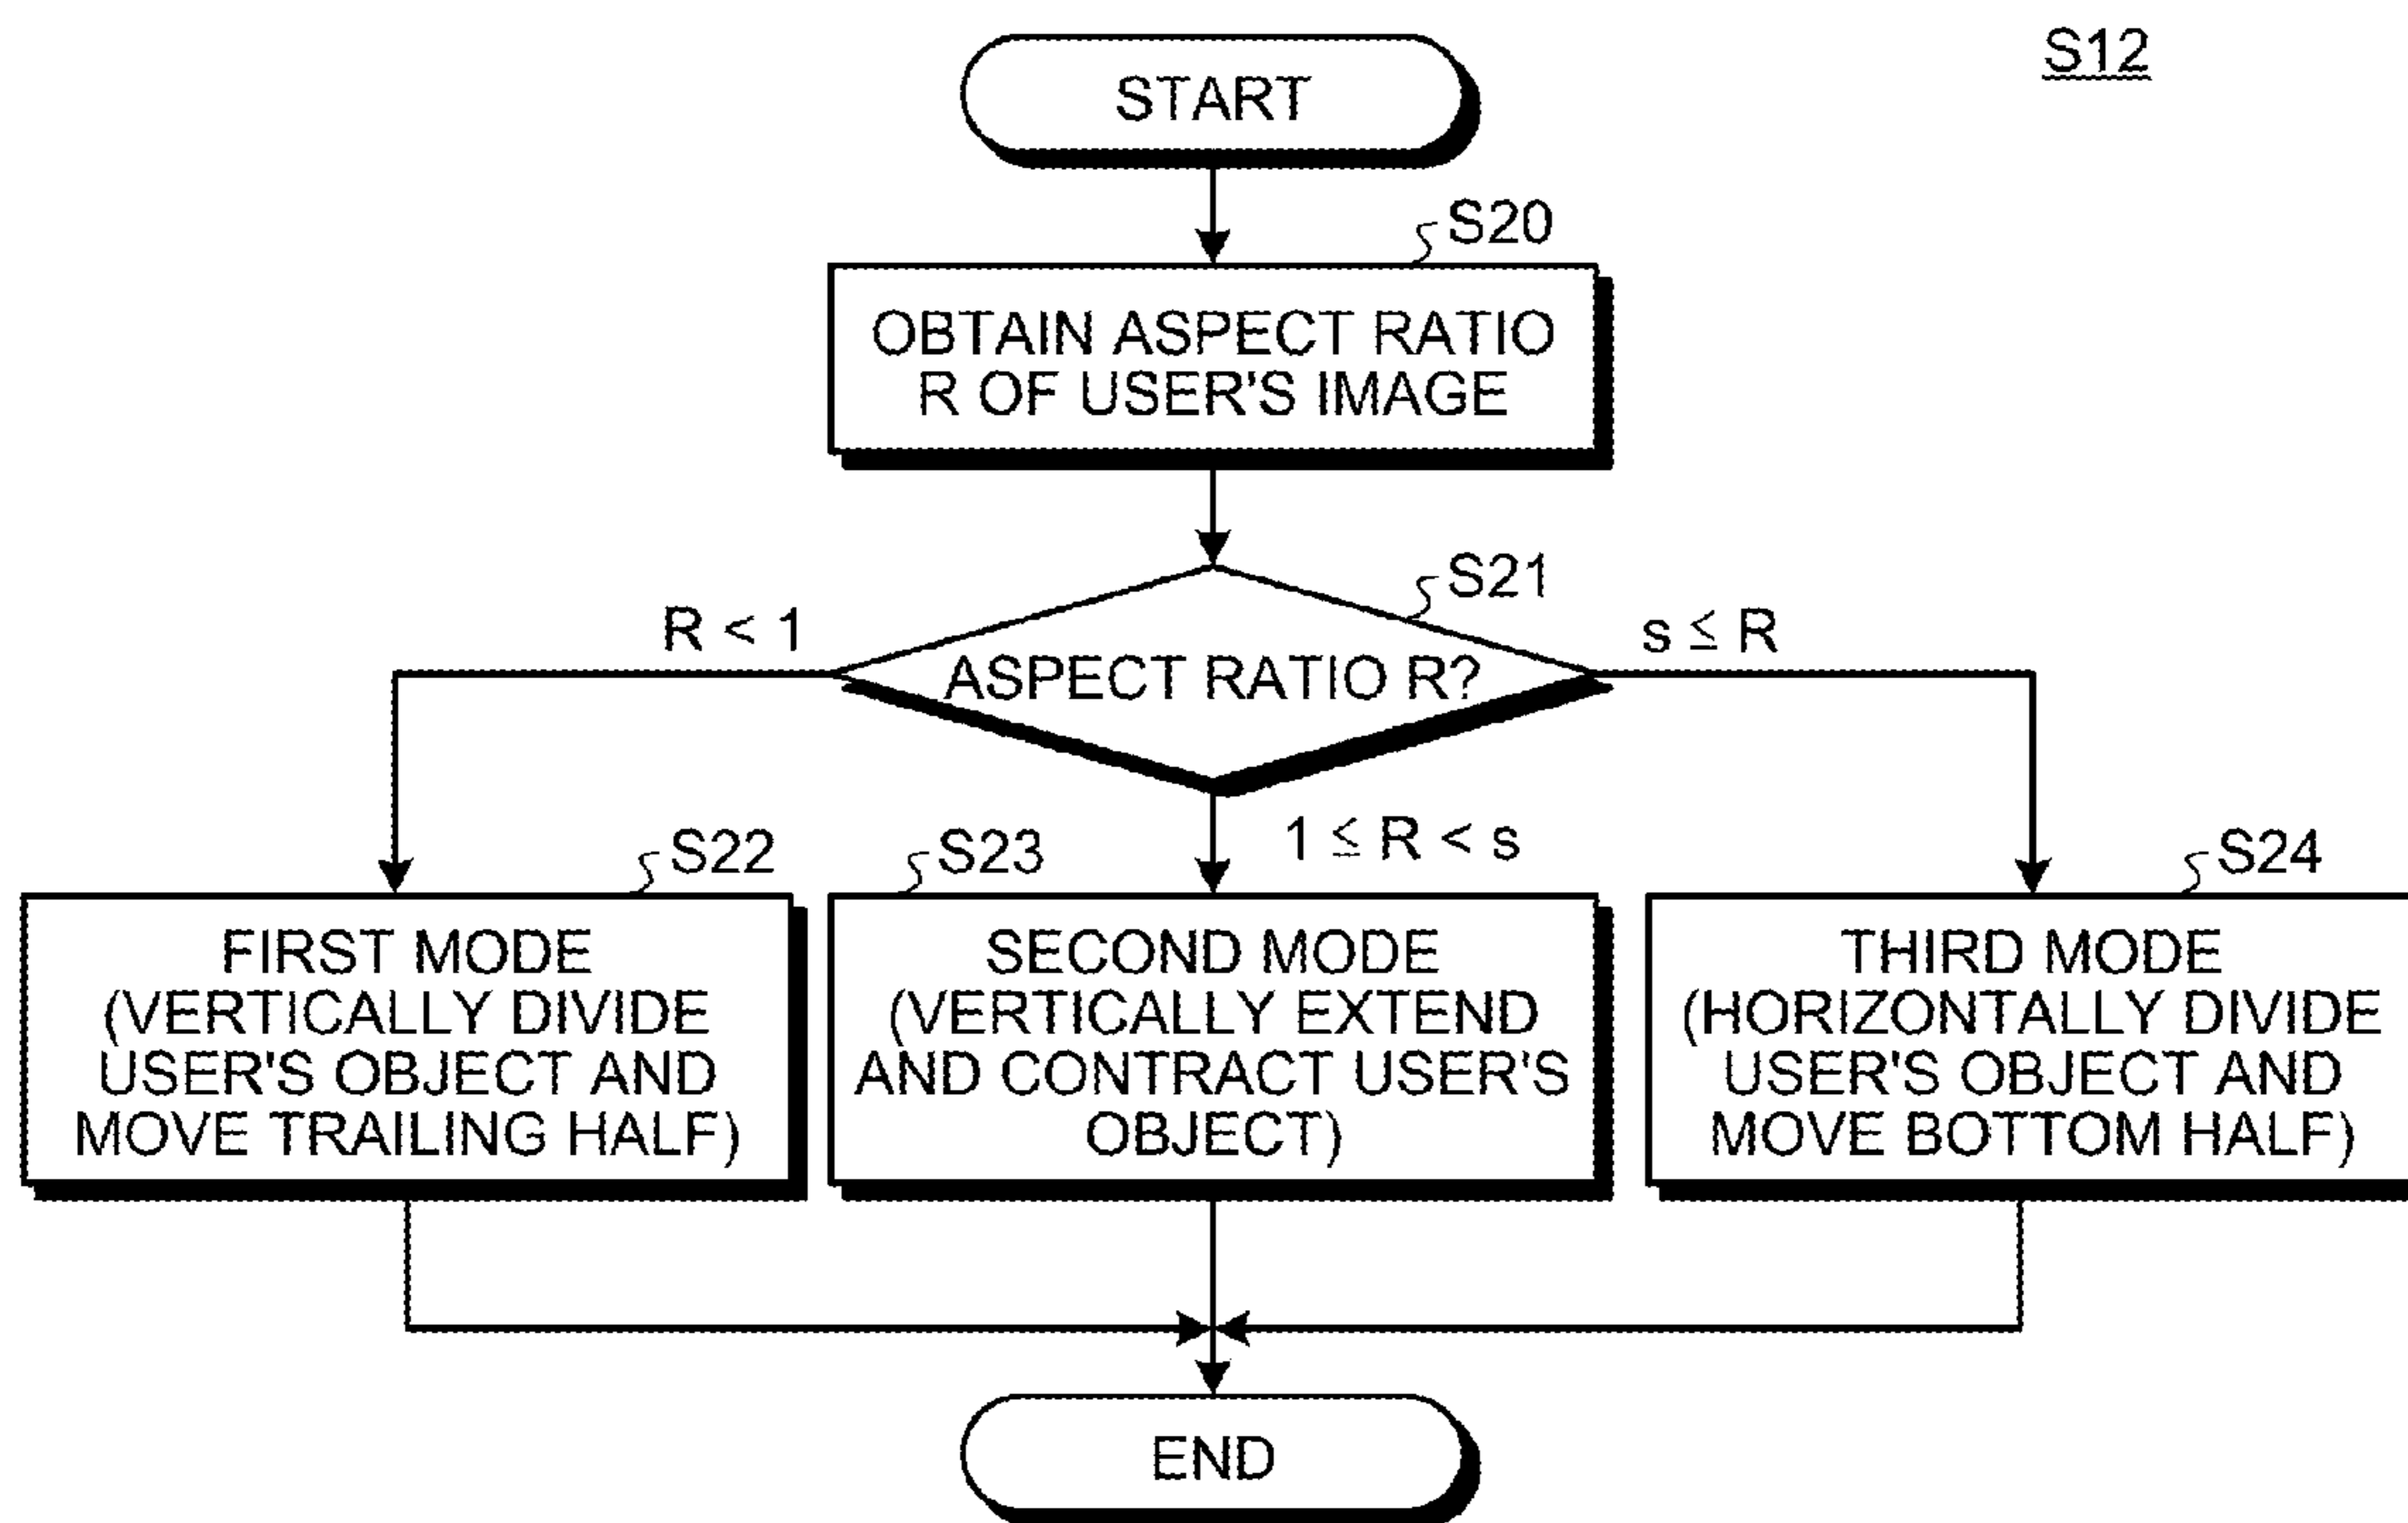 S12
START
S20
OBTAIN ASPECT RATIO
R OF USER'S IMAGE
S21
R < 1
s ≤ R
ASPECT RATIO R?
1 ≤ R < s
S22
FIRST MODE
(VERTICALLY DIVIDE
USER'S OBJECT AND
MOVE TRAILING HALF)
S23
SECOND MODE
(VERTICALLY EXTEND
AND CONTRACT USER'S
OBJECT)
S24
THIRD MODE
(HORIZONTALLY DIVIDE
USER'S OBJECT AND
MOVE BOTTOM HALF)
END